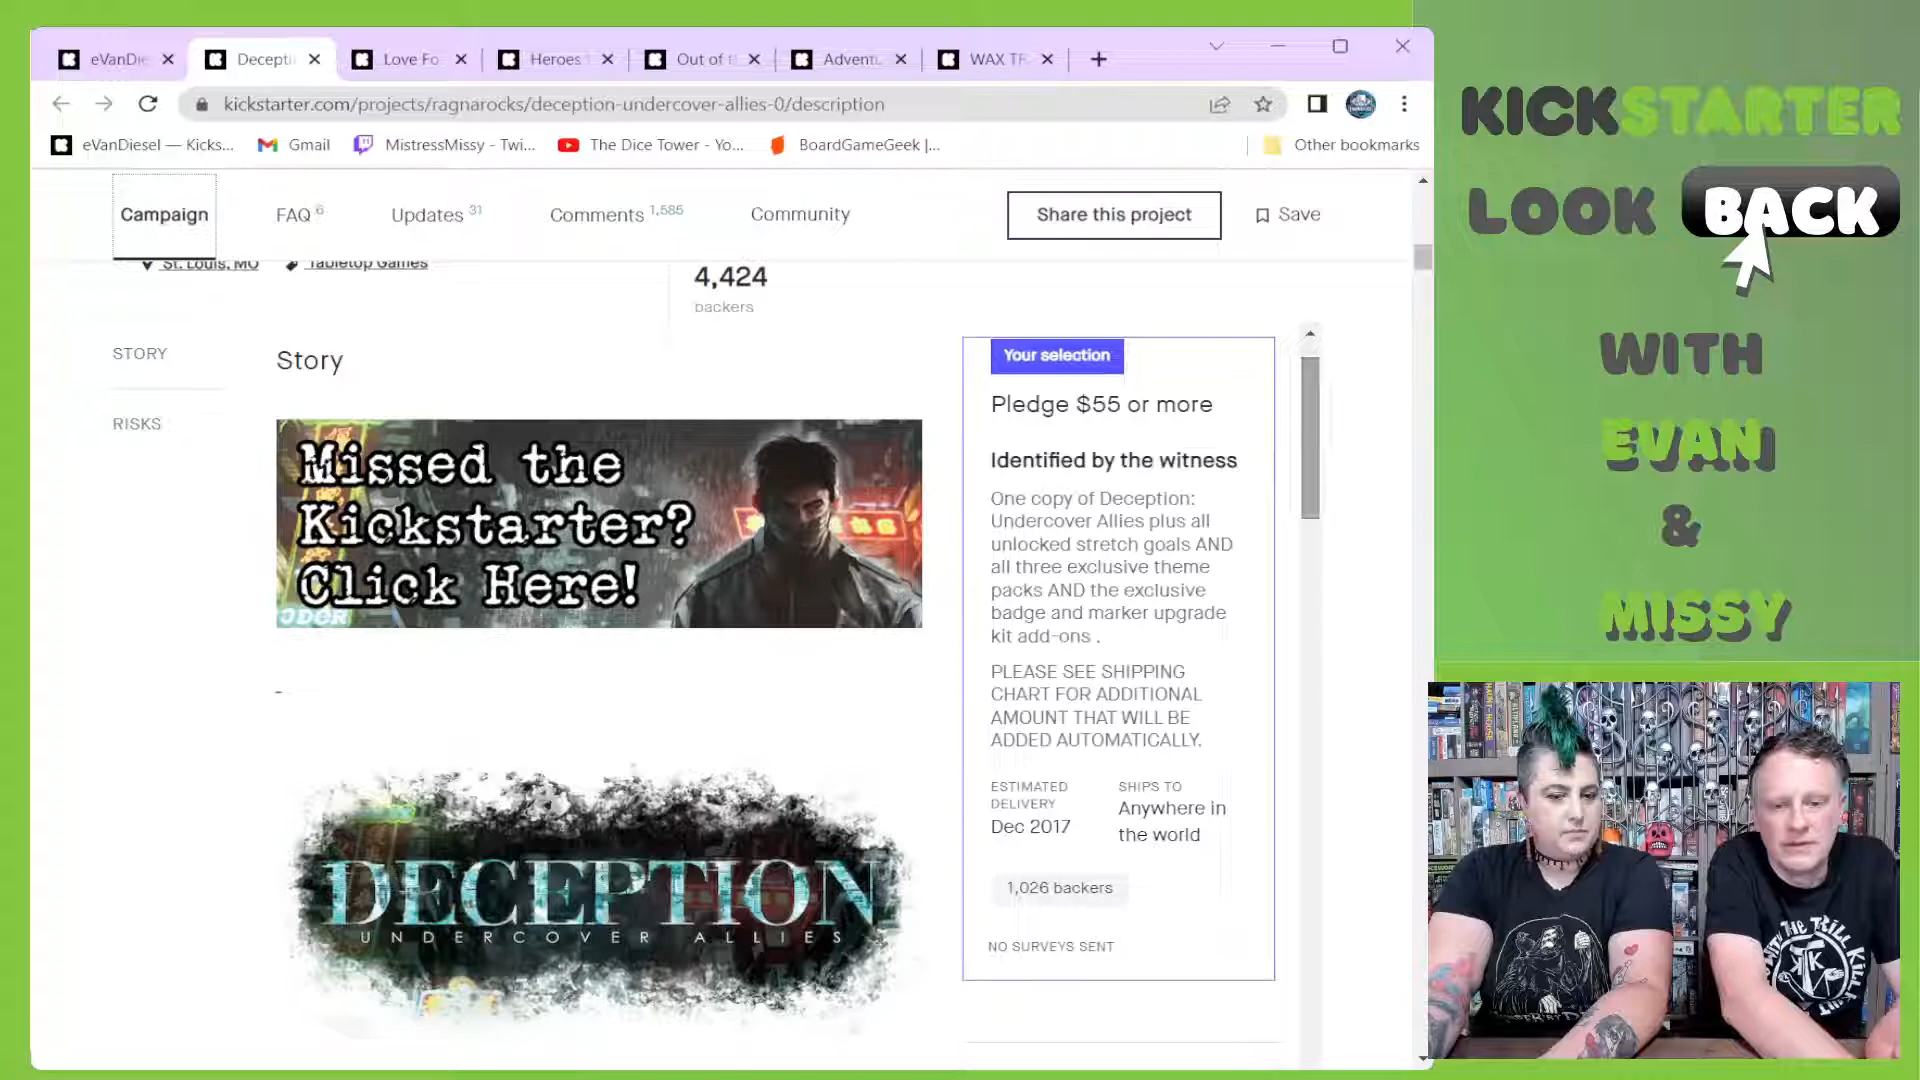 eVanDie
Decepti
Love Fo
Heroes
Out of t
Adventu
WAX TR
kickstarter.com/projects/ragnarocks/deception-undercover-allies-0/description
eVanDiesel — Kicks...
Gmail
MistressMissy - Twi...
The Dice Tower - Yo...
BoardGameGeek |...
Other bookmarks
Campaign
FAQ 6
Updates 31
Comments 1,585
Community
Share this project
Save
St. Louis, MO
Tabletop Games
4,424
backers
STORY
RISKS
Story
Missed the
Kickstarter?
Click Here!
DECEPTION
UNDERCOVER ALLIES
Your selection
Pledge $55 or more
Identified by the witness
One copy of Deception:
Undercover Allies plus all
unlocked stretch goals AND
all three exclusive theme
packs AND the exclusive
badge and marker upgrade
kit add-ons .
PLEASE SEE SHIPPING
CHART FOR ADDITIONAL
AMOUNT THAT WILL BE
ADDED AUTOMATICALLY.
ESTIMATED
DELIVERY
Dec 2017
SHIPS TO
Anywhere in
the world
1,026 backers
NO SURVEYS SENT
KICKSTARTER
LOOK BACK
WITH
EVAN
&
MISSY